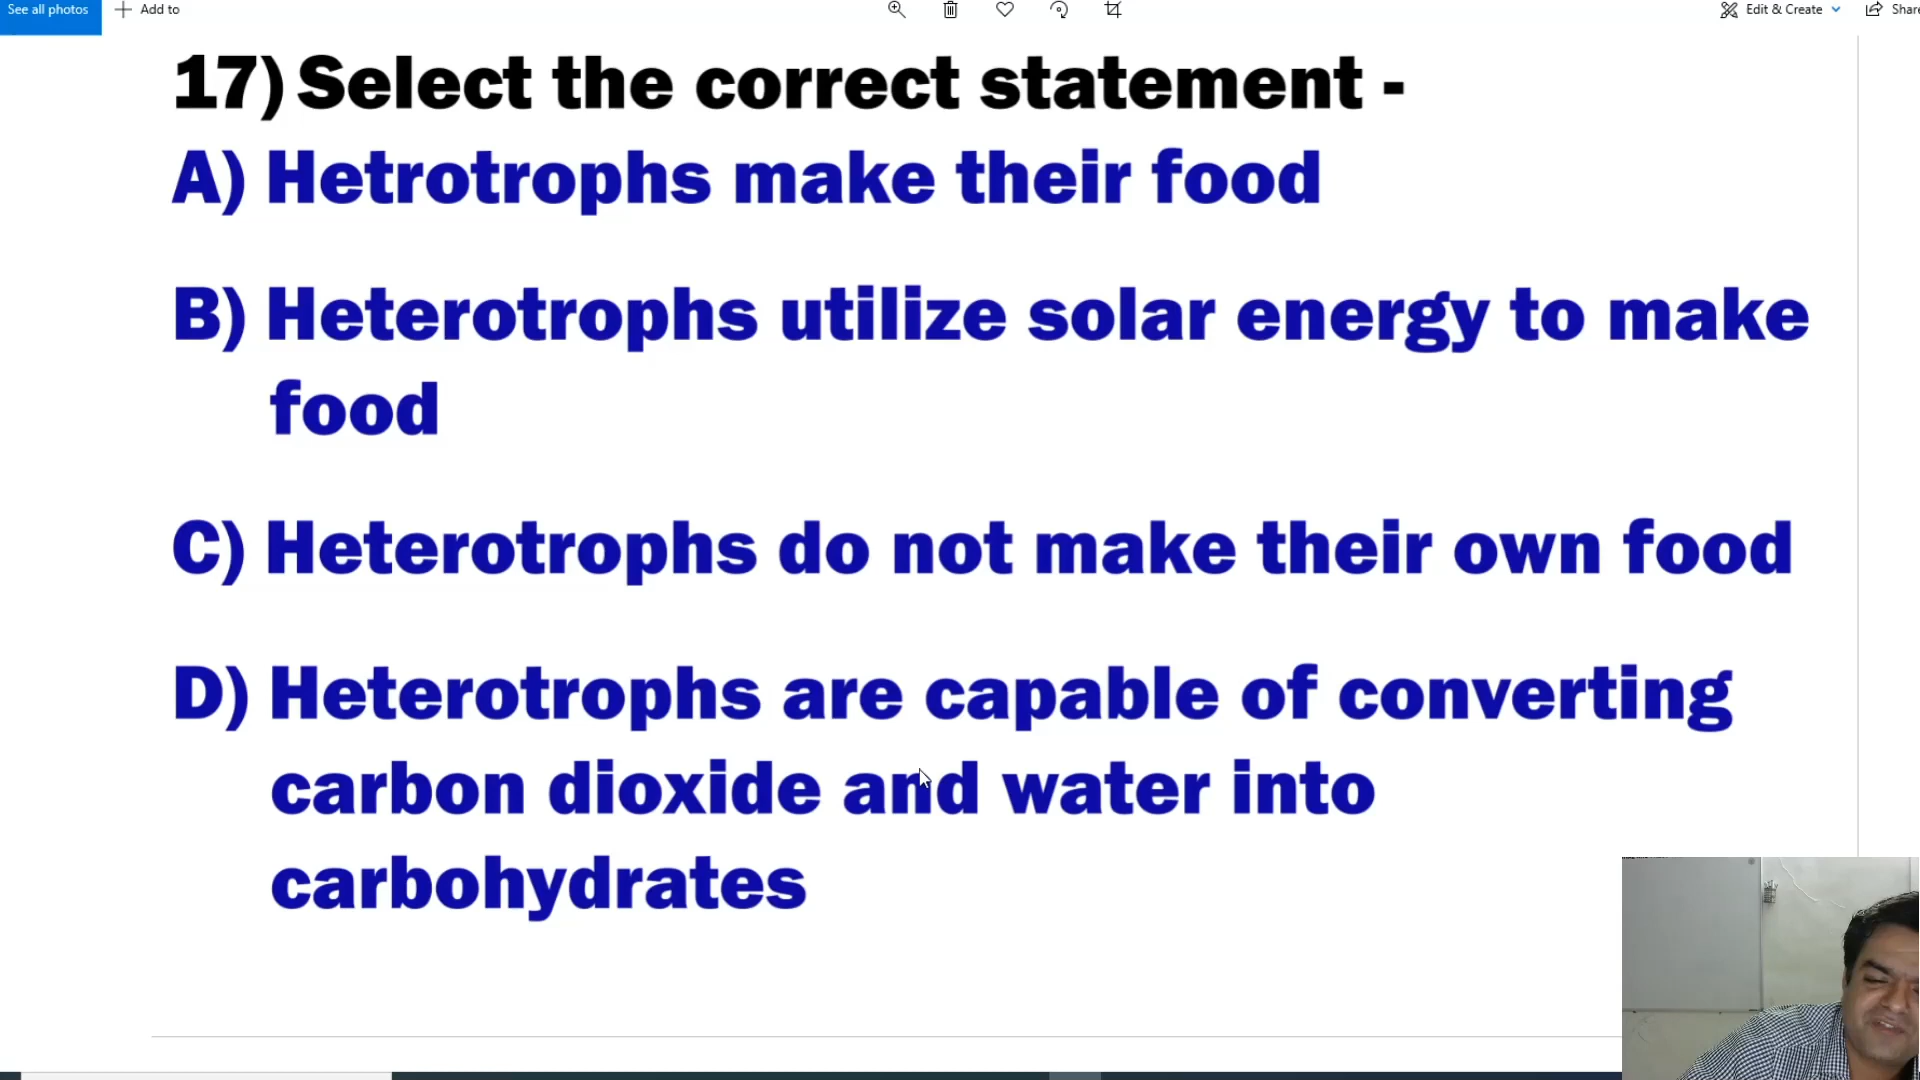 See all photos
Add to
Edit & Create
Share
17) Select the correct statement -
A) Hetrotrophs make their food
B) Heterotrophs utilize solar energy to make
food
C) Heterotrophs do not make their own food
D) Heterotrophs are capable of converting
carbon dioxide and water into
carbohydrates